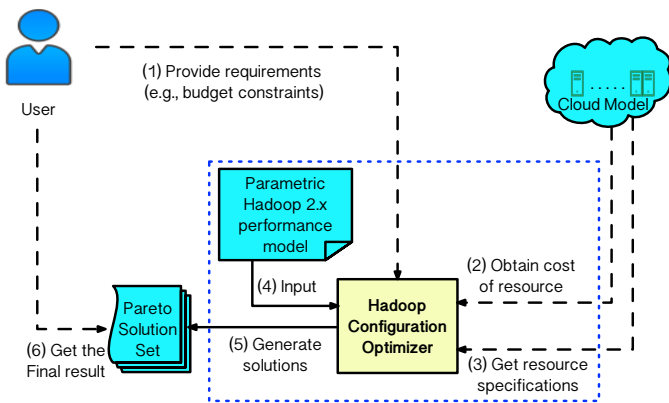 User
(1) Provide requirements
(e.g., budget constraints)
. . . . .
Cloud Model
Parametric
Hadoop 2.x
performance
model
(2) Obtain cost
of resource
(4) Input
Hadoop
Configuration
Optimizer
Pareto
Solution
Set
(5) Generate
solutions
(6) Get the
Final result
(3) Get resource
specifications